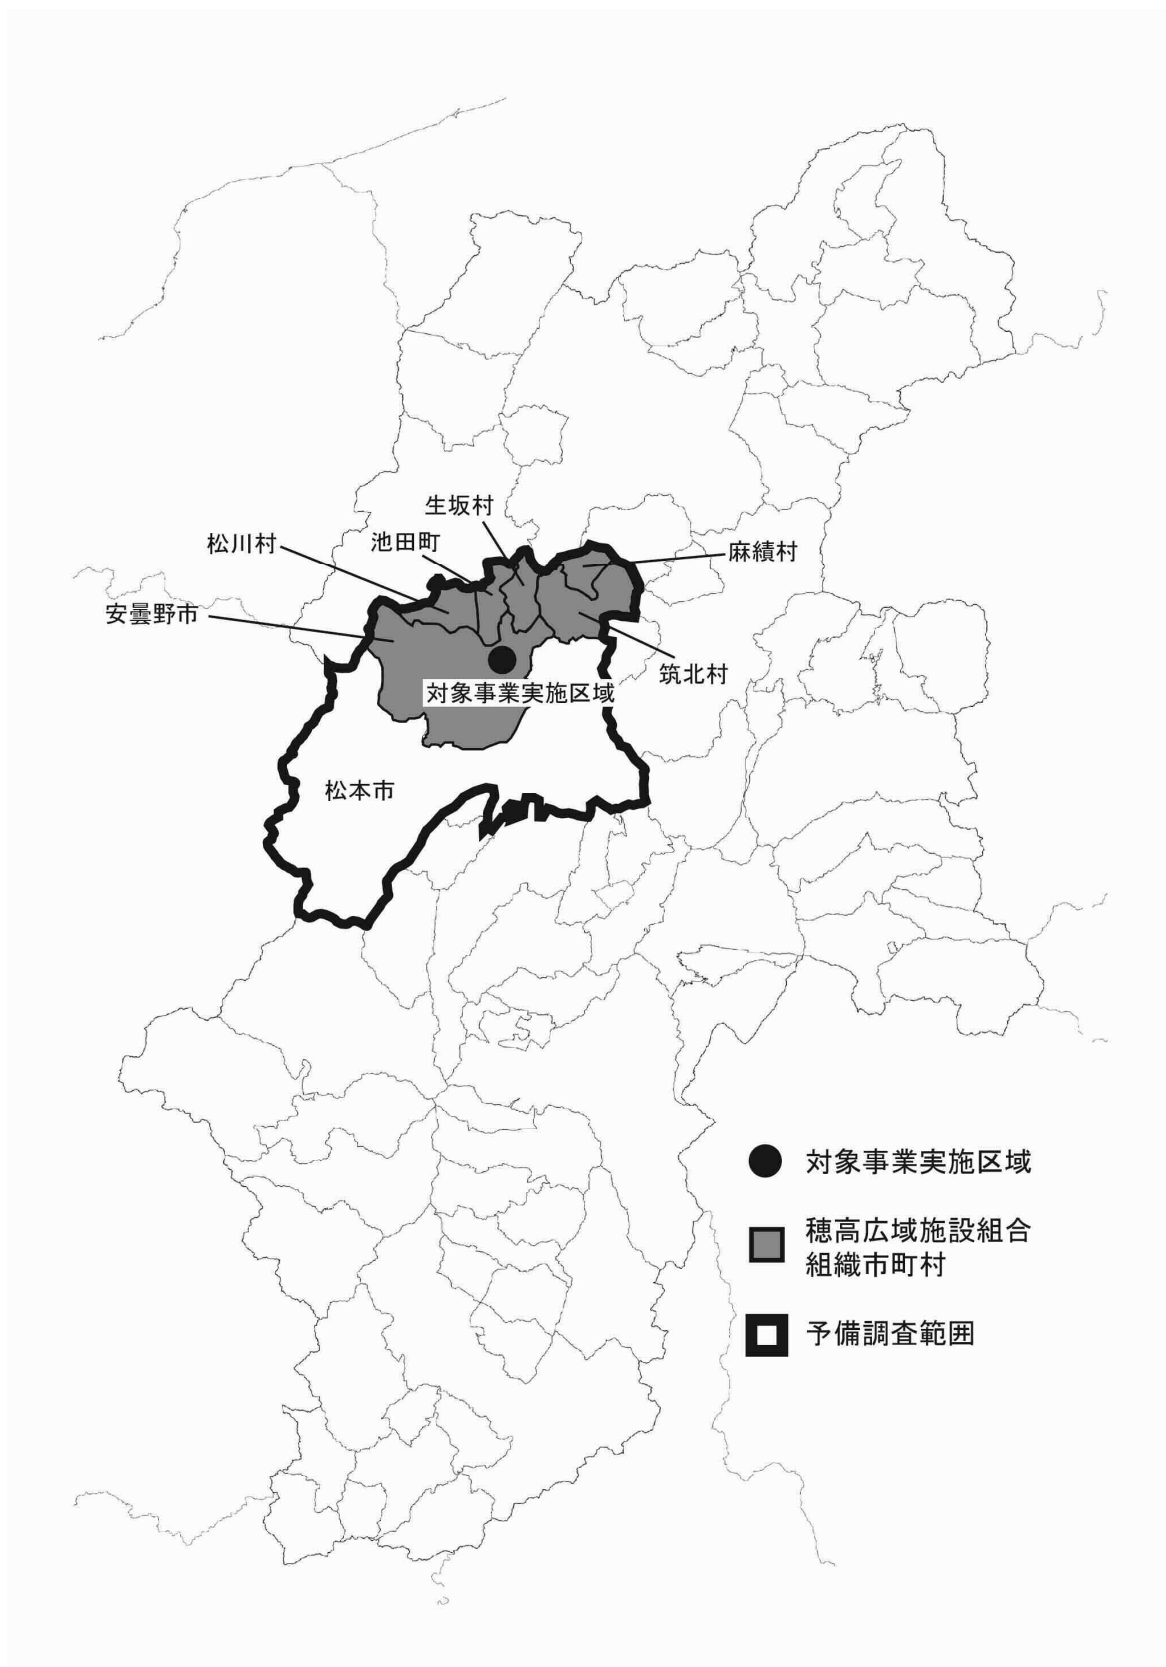 生坂村
松川村
池田町
麻績村
安曇野市
筑北村
対象事業実施区域
松本市
対象事業実施区域
穂高広域施設組合
組織市町村
予備調査範囲